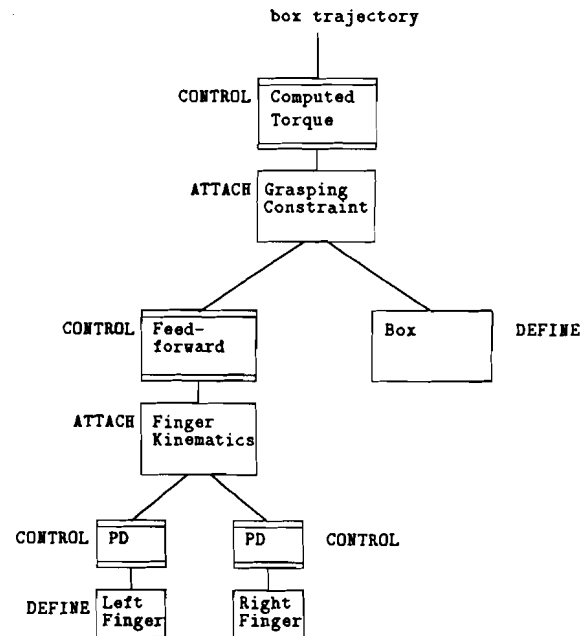 box trajectory
CONTROL Computed
Torque
ATTACH Grasping
Constraint
CONTROL Feed-
forward
Box DEFINE
ATTACH Finger
Kinematics
CONTROL PD PD CONTROL
DEFINE Left Right
Finger Finger